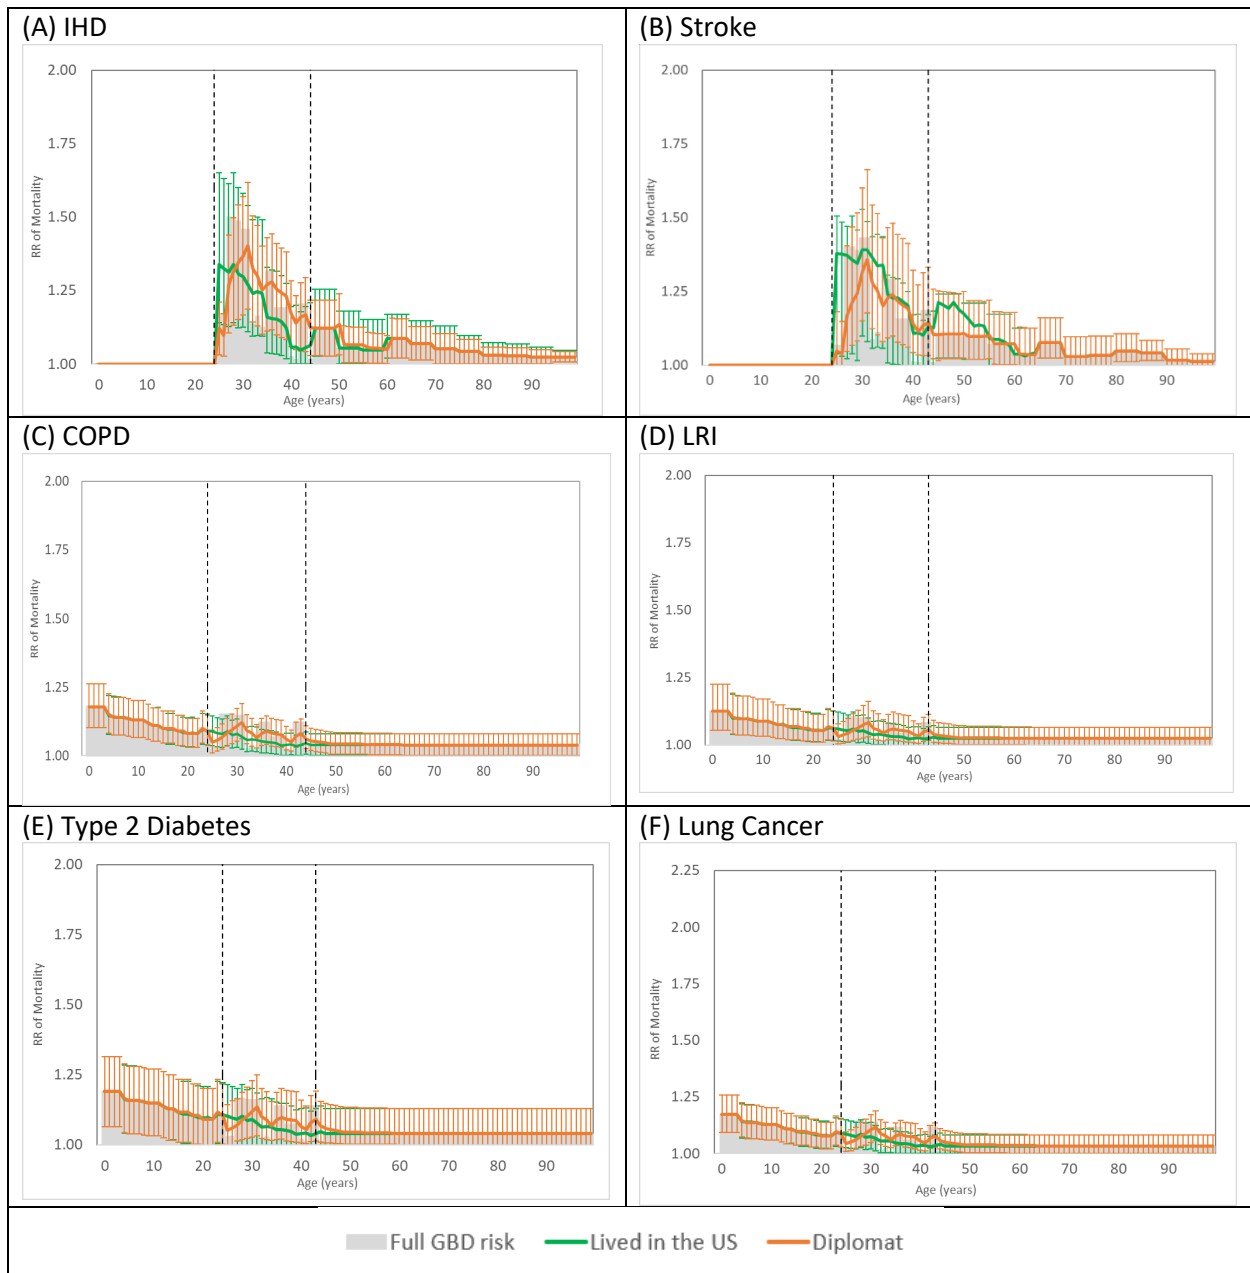 (A) IHD
2.00
1.75
1.50
1.25
1.00
RR of Mortality
0 10 20 30 40 50 60 70 80 90
Age (years)
(B) Stroke
2.00
1.75
1.50
1.25
1.00
RR of Mortality
0 10 20 30 40 50 60 70 80 90
Age (years)
(C) COPD
2.00
1.75
1.50
1.25
1.00
RR of Mortality
0 10 20 30 40 50 60 70 80 90
Age (years)
(D) LRI
2.00
1.75
1.50
1.25
1.00
RR of Mortality
0 10 20 30 40 50 60 70 80 90
Age (years)
(E) Type 2 Diabetes
2.00
1.75
1.50
1.25
1.00
RR of Mortality
0 10 20 30 40 50 60 70 80 90
Age (years)
(F) Lung Cancer
2.25
2.00
1.75
1.50
1.25
1.00
RR of Mortality
0 10 20 30 40 50 60 70 80 90
Age (years)
Full GBD risk Lived in the US Diplomat